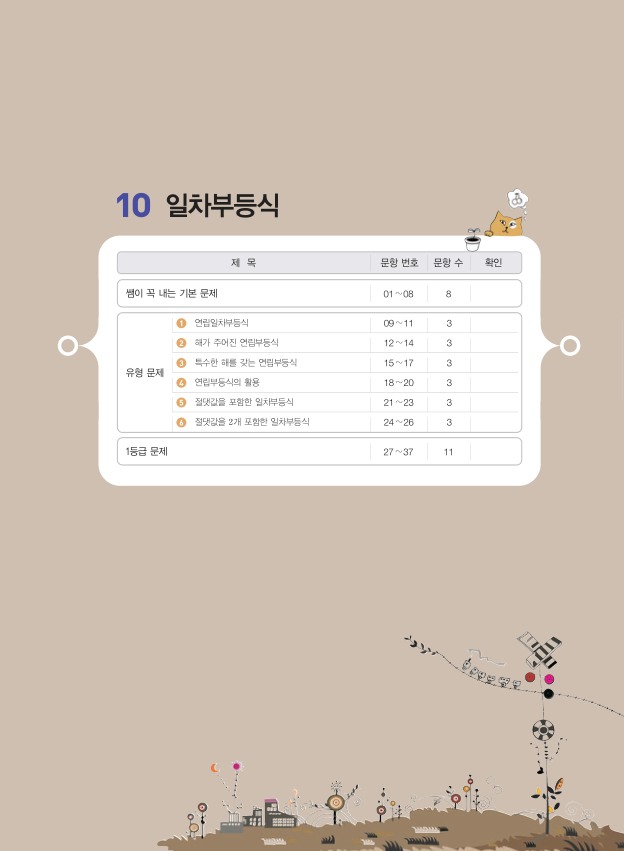 10 일차부등식
제 목 문항 번호 문항 수 확인
쌤이 꼭 내는 기본 문제 01~08 8
유형 문제
1 연립일차부등식 09~11 3
2 해가 주어진 연립부등식 12~14 3
3 특수한 해를 갖는 연립부등식 15~17 3
4 연립부등식의 활용 18~20 3
5 절댓값을 포함한 일차부등식 21~23 3
6 절댓값을 2개 포함한 일차부등식 24~26 3
1등급 문제 27~37 11